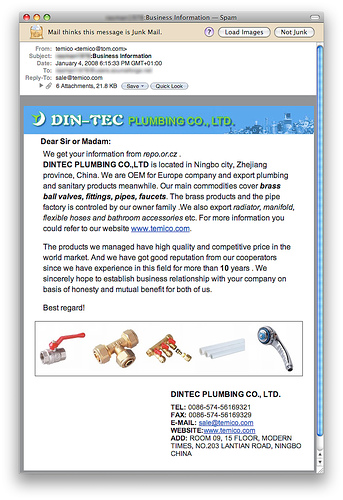 Business Information — Spam
Mail thinks this message is Junk Mail.
? Load Images Not Junk
From: temico <temico@tom.com>
Subject: :Business Information
Date: January 4, 2008 6:15:33 PM GMT+01:00
To:
Reply-To: sale@temico.com
6 Attachments, 21.8 KB Save Quick Look
DIN-TEC PLUMBING CO., LTD.
Dear Sir or Madam:
We get your information from repo.or.cz .
DINTEC PLUMBING CO.,LTD is located in Ningbo city, Zhejiang
province, China. We are OEM for Europe company and export plumbing
and sanitary products meanwhile. Our main commodities cover brass
ball valves, fittings, pipes, faucets. The brass products and the pipe
factory is controled by our owner family .We also export radiator, manifold,
flexible hoses and bathroom accessories etc. For more information you
could refer to our website www.temico.com.
The products we managed have high quality and competitive price in the
world market. And we have got good reputation from our cooperators
since we have experience in this field for more than 10 years . We
sincerely hope to establish business relationship with your company on
basis of honesty and mutual benefit for both of us.
Best regard!
DINTEC PLUMBING CO., LTD.
TEL: 0086-574-56169321
FAX: 0086-574-56169329
E-MAIL: sale@temico.com
WEBSITE:www.temico.com
ADD: ROOM 09, 15 FLOOR, MODERN
TIMES, NO.203 LANTIAN ROAD, NINGBO
CHINA